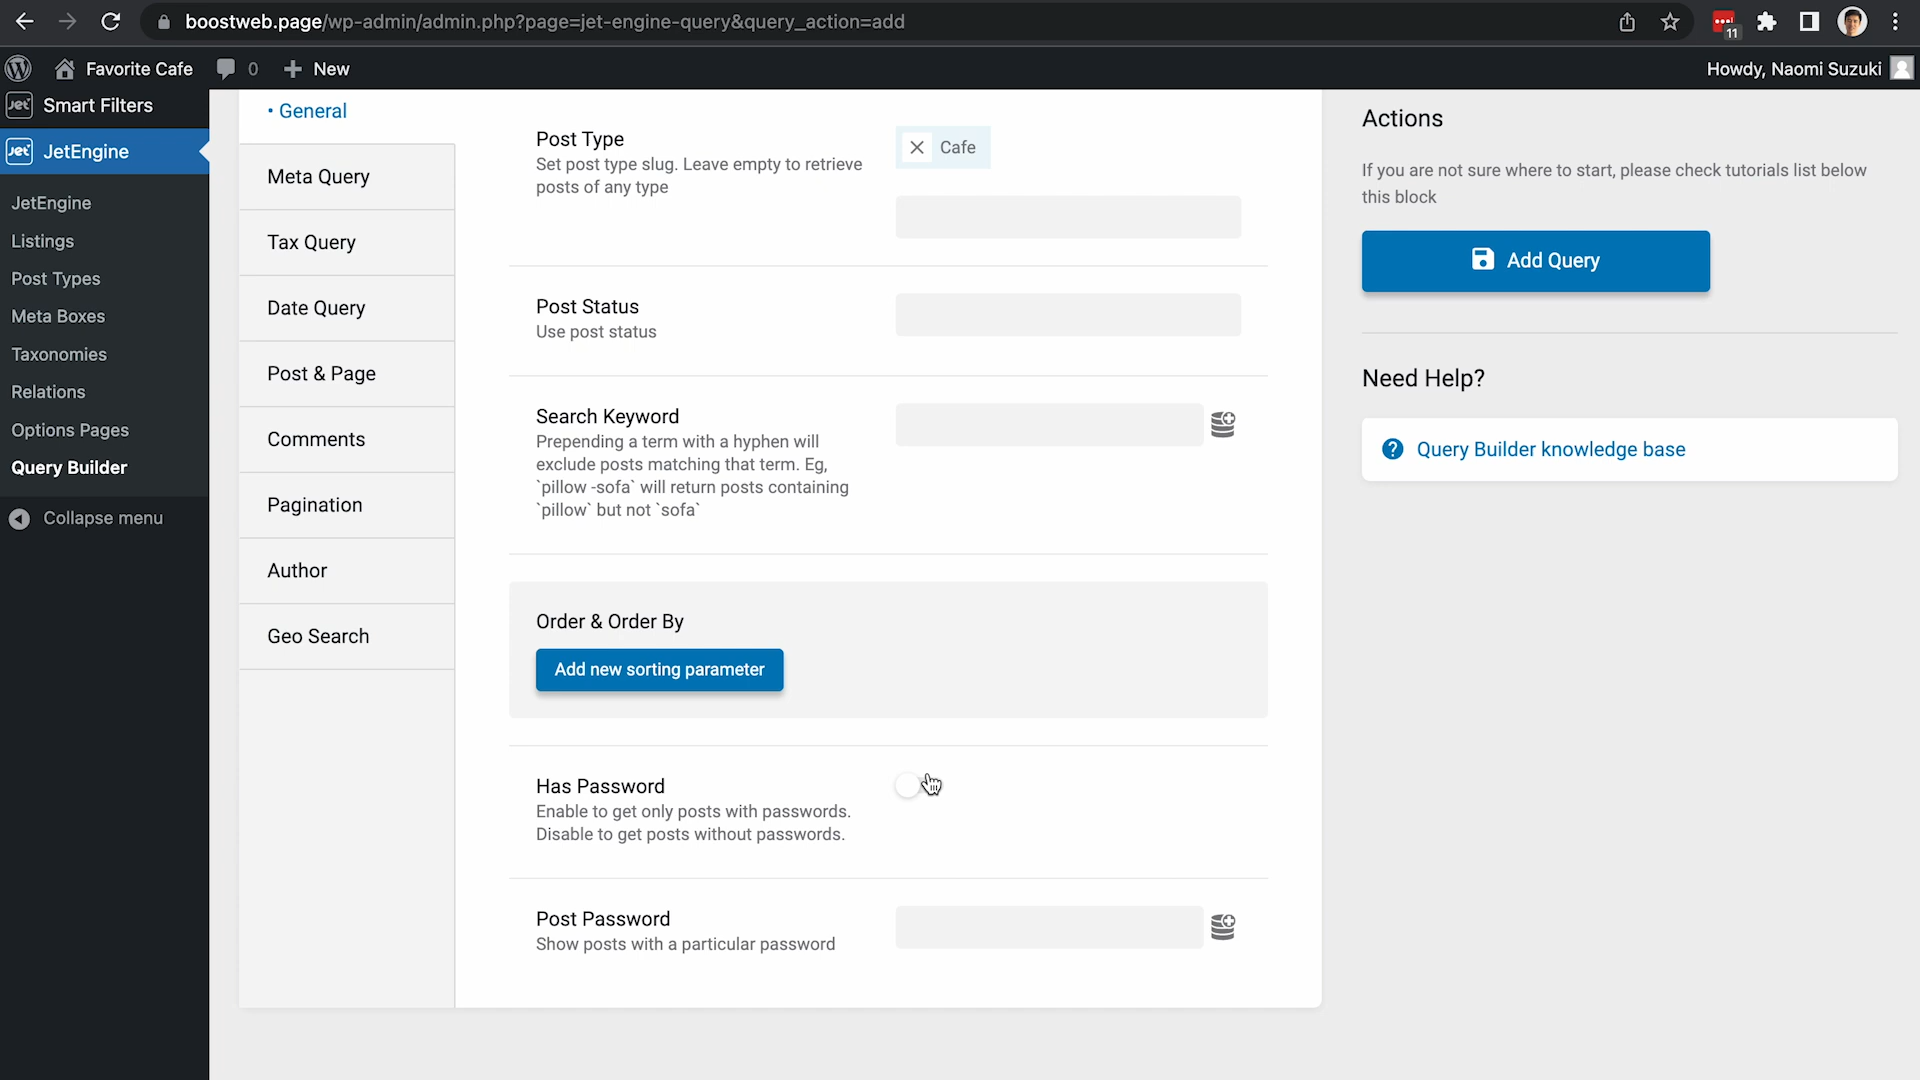 boostweb.page/wp-admin/admin.php?page=jet-engine-query&query_action=add
11
Favorite Cafe
0
New
Howdy, Naomi Suzuki
Jet
Smart Filters
Jet
JetEngine
JetEngine
Listings
Post Types
Meta Boxes
Taxonomies
Relations
Options Pages
Query Builder
Collapse menu
• General
Meta Query
Tax Query
Date Query
Post & Page
Comments
Pagination
Author
Geo Search
Post Type
Set post type slug. Leave empty to retrieve
posts of any type
Cafe
Post Status
Use post status
Search Keyword
Prepending a term with a hyphen will
exclude posts matching that term. Eg,
`pillow -sofa` will return posts containing
`pillow` but not `sofa`
Order & Order By
Add new sorting parameter
Has Password
Enable to get only posts with passwords.
Disable to get posts without passwords.
Post Password
Show posts with a particular password
Actions
If you are not sure where to start, please check tutorials list below
this block
Add Query
Need Help?
Query Builder knowledge base